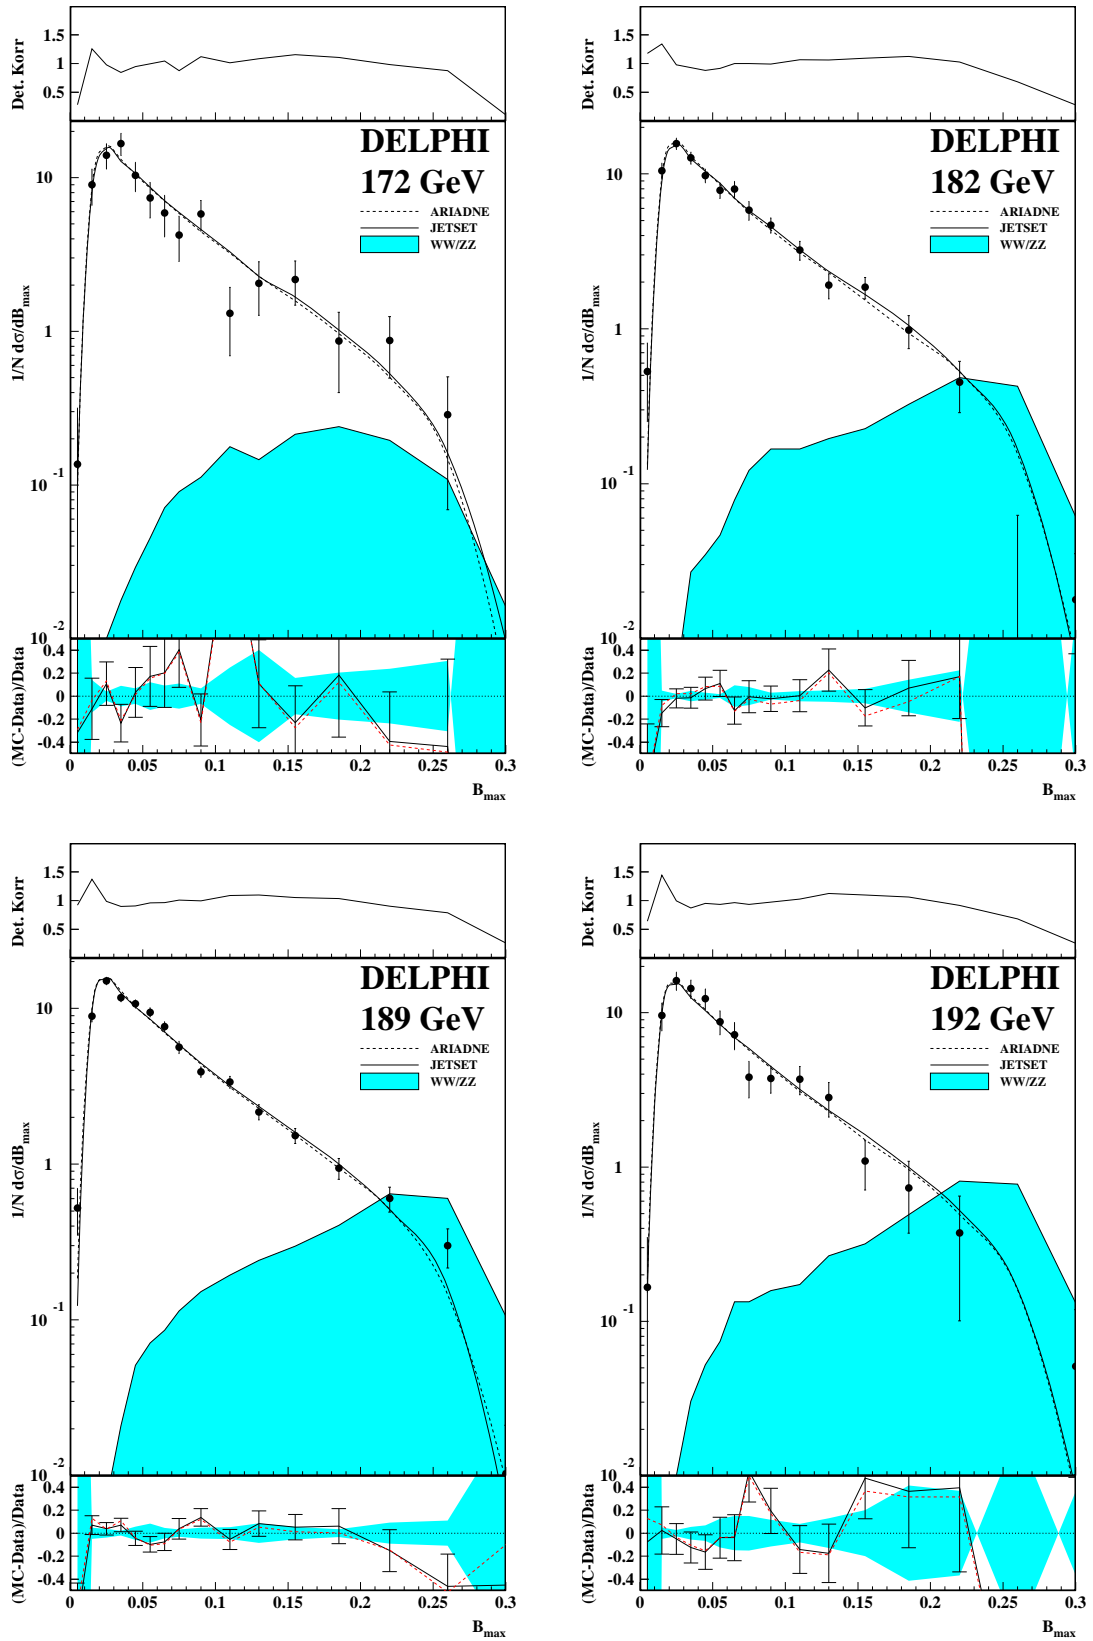 Det. Korr
1.5
1
0.5
DELPHI
172 GeV
ARIADNE
JETSET
WW/ZZ
1/N dσ/dB_max
10
1
10^-1
10^-2
(MC-Data)/Data
0.4
0.2
0
-0.2
-0.4
0 0.05 0.1 0.15 0.2 0.25 0.3
B_max
Det. Korr
1.5
1
0.5
DELPHI
182 GeV
ARIADNE
JETSET
WW/ZZ
1/N dσ/dB_max
10
1
10^-1
10^-2
(MC-Data)/Data
0.4
0.2
0
-0.2
-0.4
0 0.05 0.1 0.15 0.2 0.25 0.3
B_max
Det. Korr
1.5
1
0.5
DELPHI
189 GeV
ARIADNE
JETSET
WW/ZZ
1/N dσ/dB_max
10
1
10^-1
10^-2
(MC-Data)/Data
0.4
0.2
0
-0.2
-0.4
0 0.05 0.1 0.15 0.2 0.25 0.3
B_max
Det. Korr
1.5
1
0.5
DELPHI
192 GeV
ARIADNE
JETSET
WW/ZZ
1/N dσ/dB_max
10
1
10^-1
10^-2
(MC-Data)/Data
0.4
0.2
0
-0.2
-0.4
0 0.05 0.1 0.15 0.2 0.25 0.3
B_max